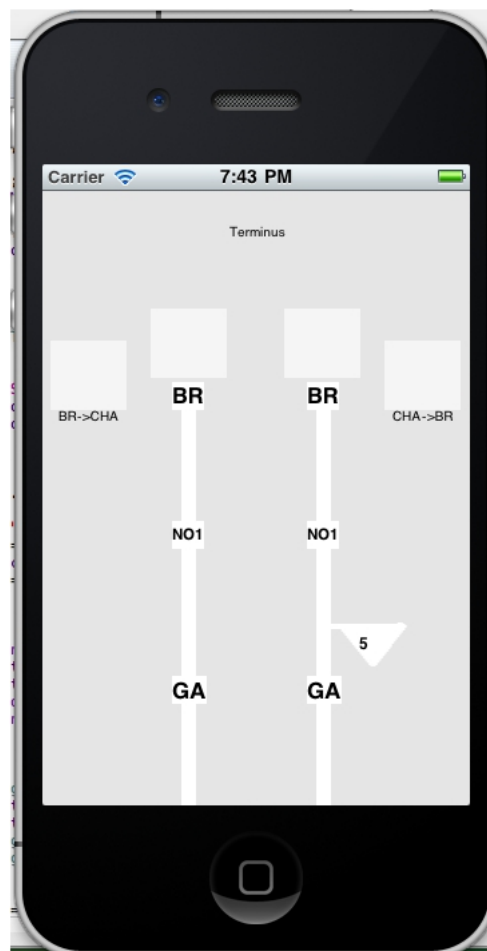 Carrier 7:43 PM
Terminus
BR BR
BR->CHA CHA->BR
NO1 NO1
5
GA GA